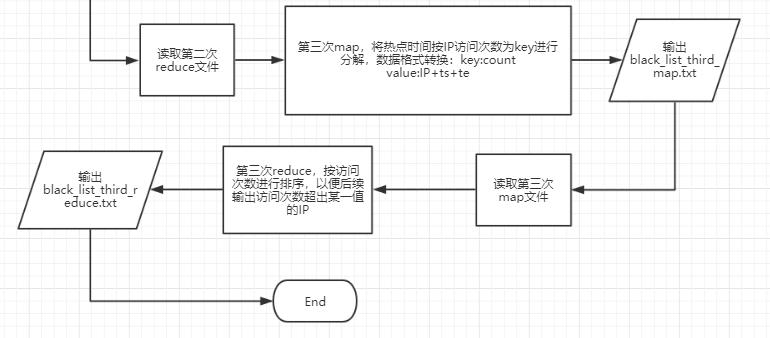 读取第二次
reduce文件
第三次map，将热点时间按IP访问次数为key进行
分解，数据格式转换：key:count
value:IP+ts+te
输出
black_list_third_
map.txt
读取第三次
map文件
第三次reduce，按访问
次数进行排序，以便后续
输出访问次数超出某一值
的IP
输出
black_list_third_r
educe.txt
End